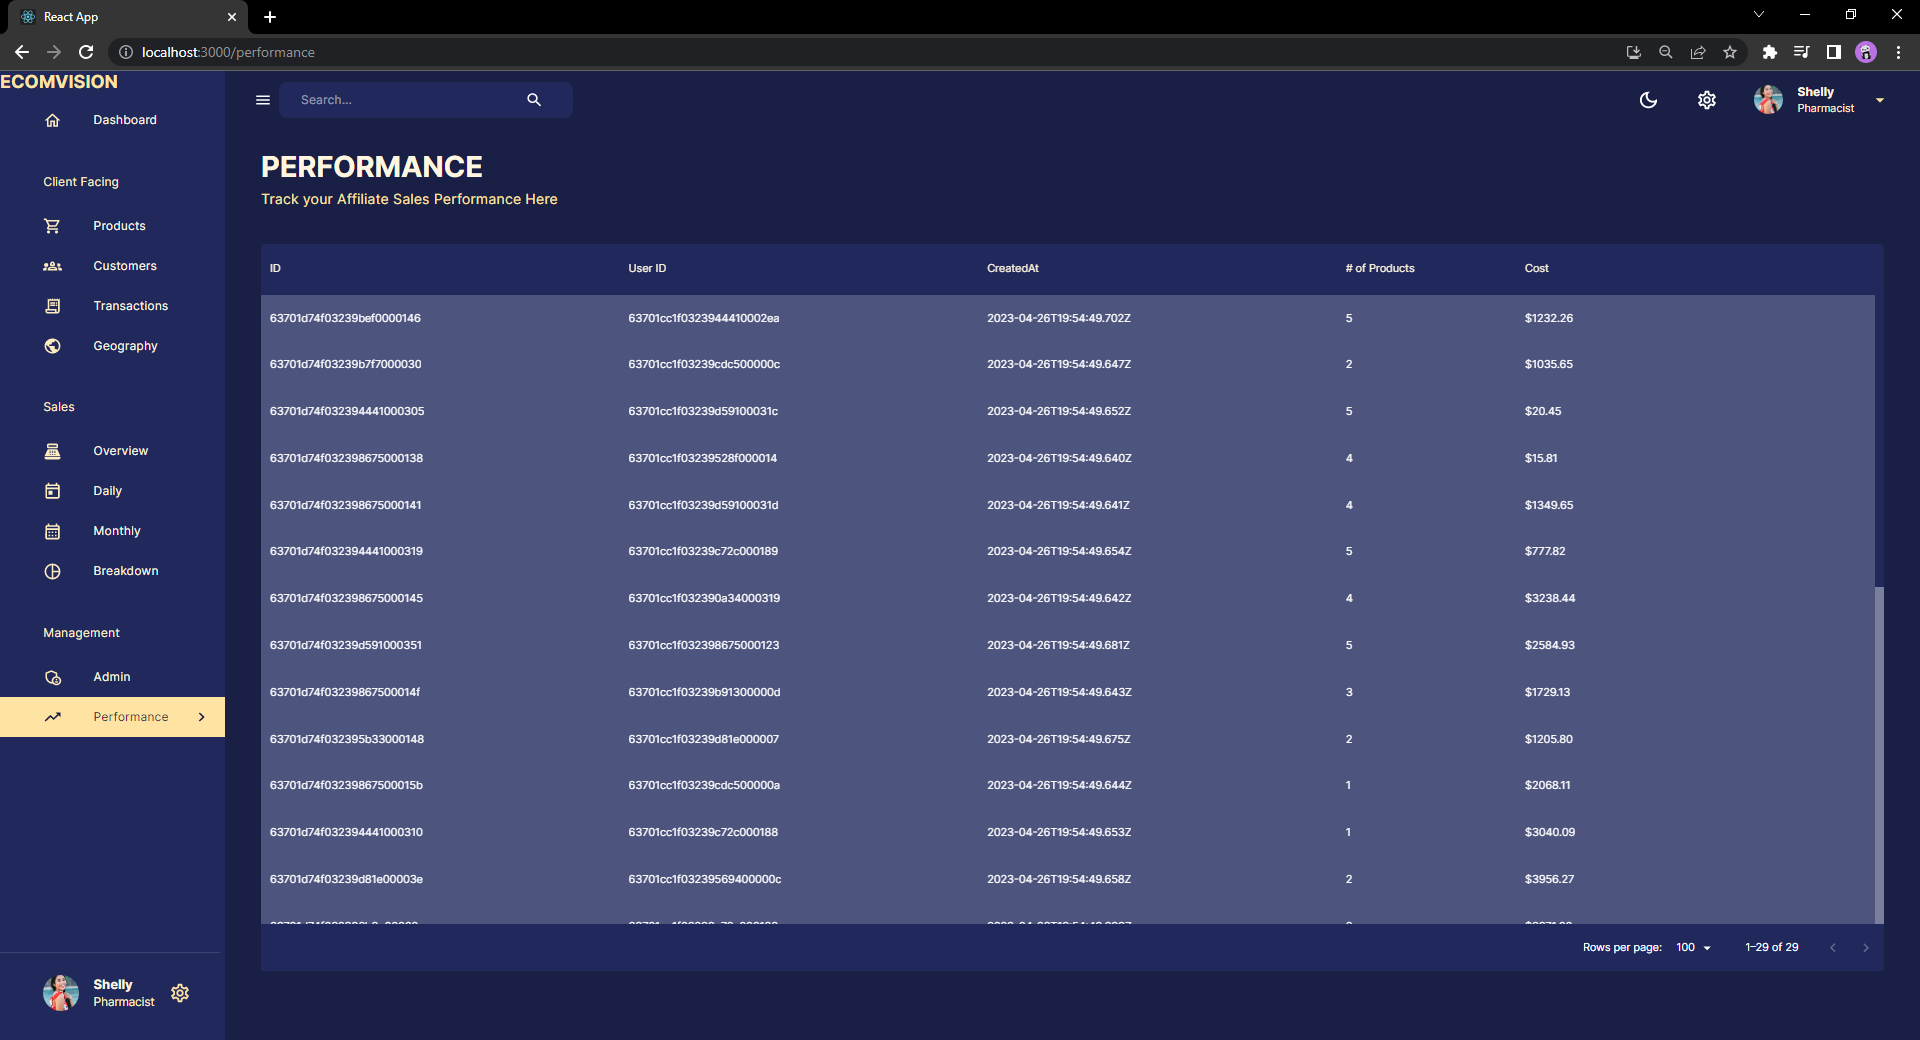 React App
localhost:3000/performance
ECOMVISION
Dashboard
Client Facing
Products
Customers
Transactions
Geography
Sales
Overview
Daily
Monthly
Breakdown
Management
Admin
Performance
Shelly
Pharmacist
Search...
Shelly
Pharmacist
PERFORMANCE
Track your Affiliate Sales Performance Here
ID User ID CreatedAt # of Products Cost
63701d74f03239bef0000146 63701cc1f0323944410002ea 2023-04-26T19:54:49.702Z 5 $1232.26
63701d74f03239b7f7000030 63701cc1f03239cdc500000c 2023-04-26T19:54:49.647Z 2 $1035.65
63701d74f032394441000305 63701cc1f03239d59100031c 2023-04-26T19:54:49.652Z 5 $20.45
63701d74f032398675000138 63701cc1f03239528f000014 2023-04-26T19:54:49.640Z 4 $15.81
63701d74f032398675000141 63701cc1f03239d59100031d 2023-04-26T19:54:49.641Z 4 $1349.65
63701d74f032394441000319 63701cc1f03239c72c000189 2023-04-26T19:54:49.654Z 5 $777.82
63701d74f032398675000145 63701cc1f032390a34000319 2023-04-26T19:54:49.642Z 4 $3238.44
63701d74f03239d591000351 63701cc1f032398675000123 2023-04-26T19:54:49.681Z 5 $2584.93
63701d74f03239867500014f 63701cc1f03239b91300000d 2023-04-26T19:54:49.643Z 3 $1729.13
63701d74f032395b33000148 63701cc1f03239d81e000007 2023-04-26T19:54:49.675Z 2 $1205.80
63701d74f03239867500015b 63701cc1f03239cdc500000a 2023-04-26T19:54:49.644Z 1 $2068.11
63701d74f032394441000310 63701cc1f03239c72c000188 2023-04-26T19:54:49.653Z 1 $3040.09
63701d74f03239d81e00003e 63701cc1f03239569400000c 2023-04-26T19:54:49.658Z 2 $3956.27
Rows per page: 100 1–29 of 29